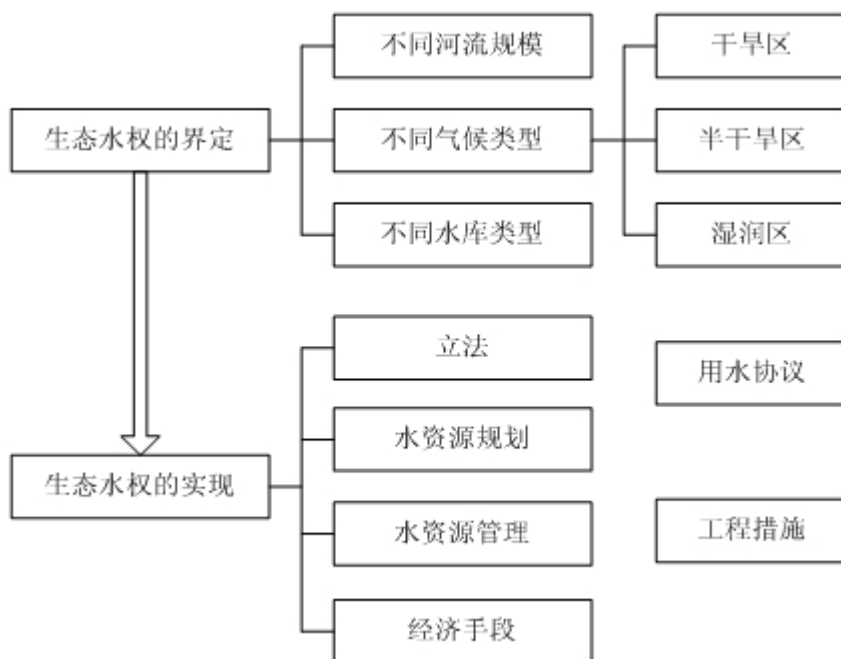 不同河流规模
干旱区
生态水权的界定
不同气候类型
半干旱区
不同水库类型
湿润区
立法
用水协议
水资源规划
生态水权的实现
水资源管理
工程措施
经济手段